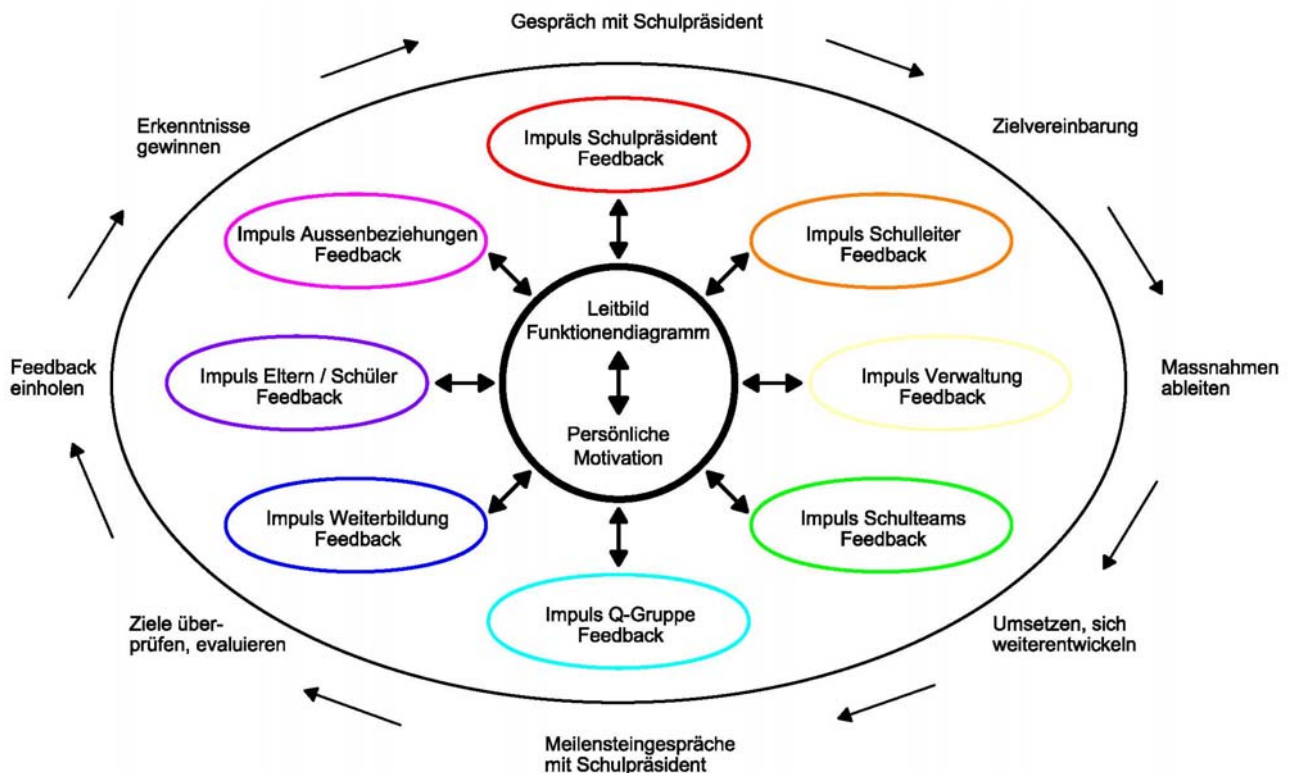 Gespräch mit Schulpräsident
Erkenntnisse
gewinnen
Zielvereinbarung
Impuls Schulpräsident
Feedback
Impuls Aussenbeziehungen
Feedback
Impuls Schulleiter
Feedback
Leitbild
Funktionendiagramm
Feedback
einholen
Impuls Eltern / Schüler
Feedback
Impuls Verwaltung
Feedback
Massnahmen
ableiten
Persönliche
Motivation
Impuls Weiterbildung
Feedback
Impuls Schulteams
Feedback
Impuls Q-Gruppe
Feedback
Ziele über-
prüfen, evaluieren
Umsetzen, sich
weiterentwickeln
Meilensteingespräche
mit Schulpräsident